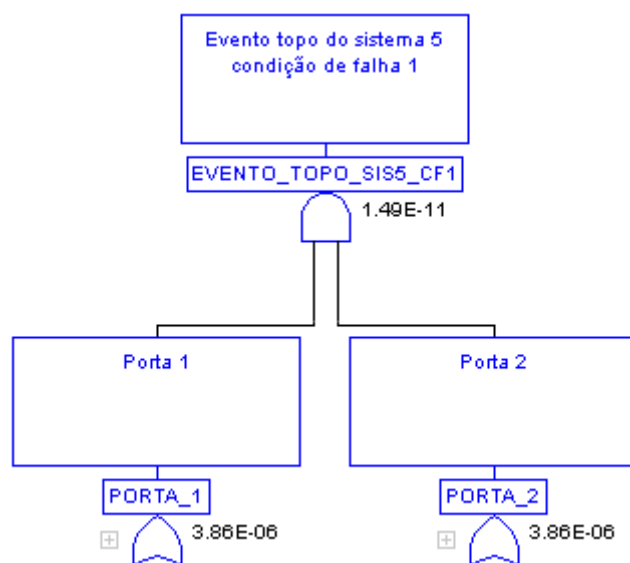 Evento topo do sistema 5
condição de falha 1
EVENTO_TOPO_SIS5_CF1
1.49E-11
Porta 1
Porta 2
PORTA_1
PORTA_2
3.86E-06
3.86E-06